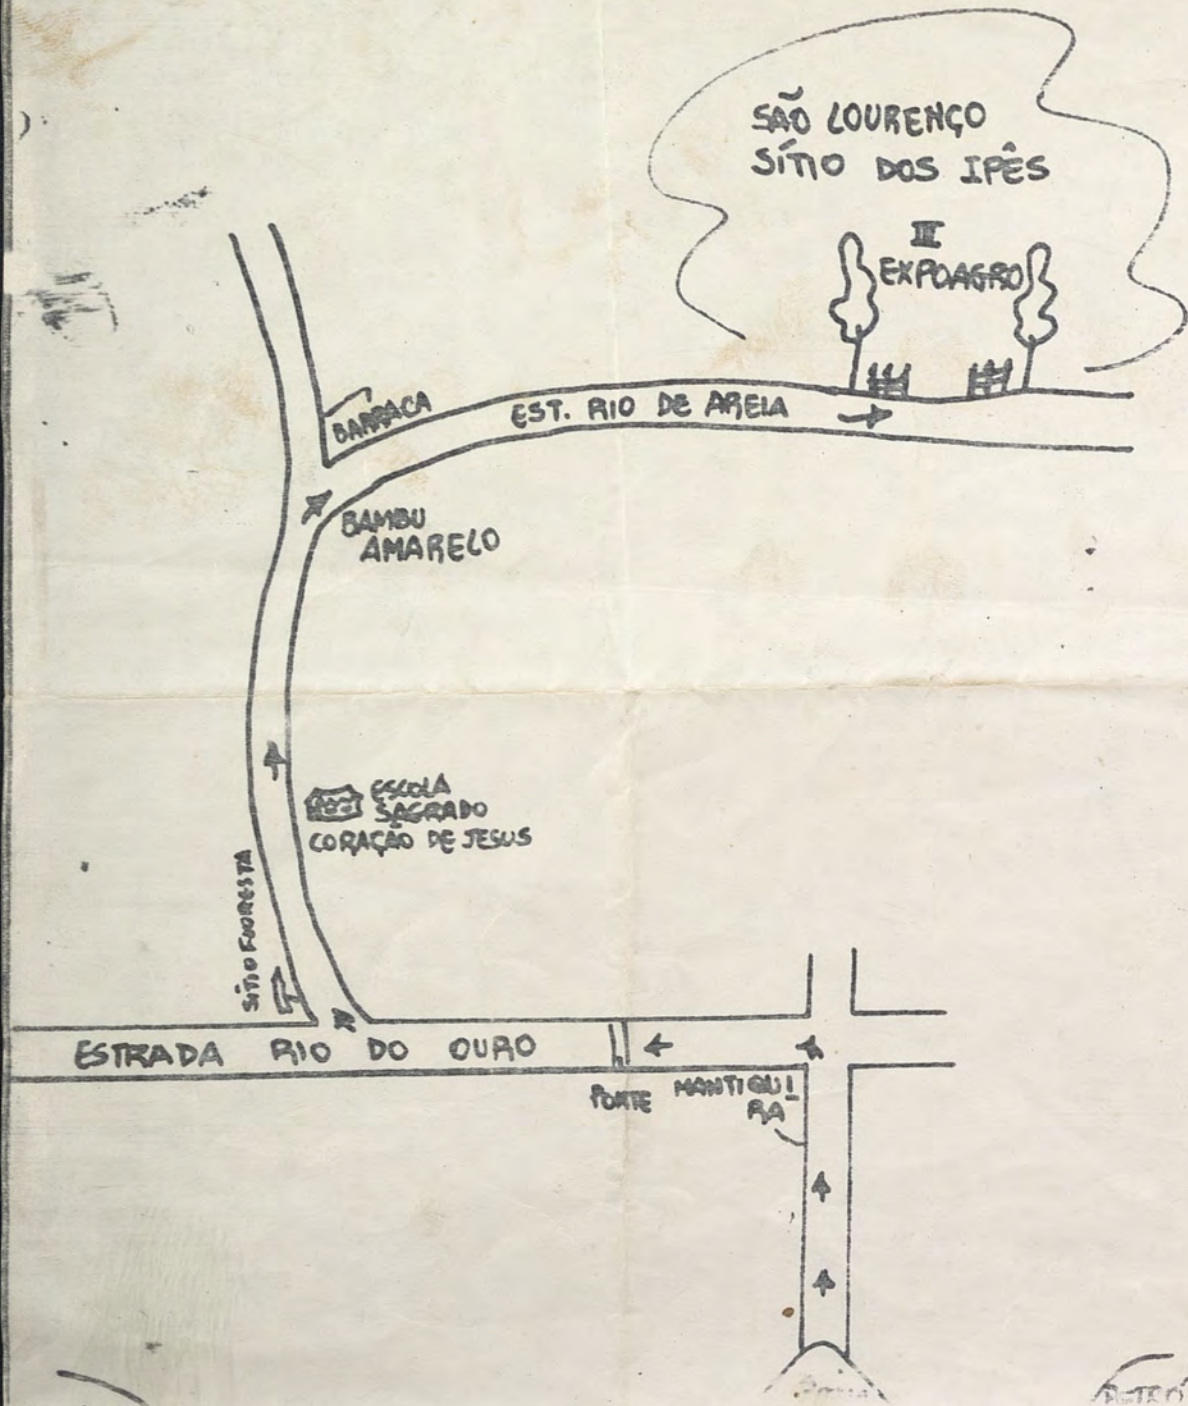 SÃO LOURENÇO
SÍTIO DOS IPÊS
III
EXPOAGRO
BARRACA
EST. RIO DE AREIA
BAMBU
AMARELO
ESCOLA
SAGRADO
CORAÇÃO DE JESUS
SÍTIO FLORESTA
ESTRADA RIO DO OURO
PONTE
MANTIQUI
RA